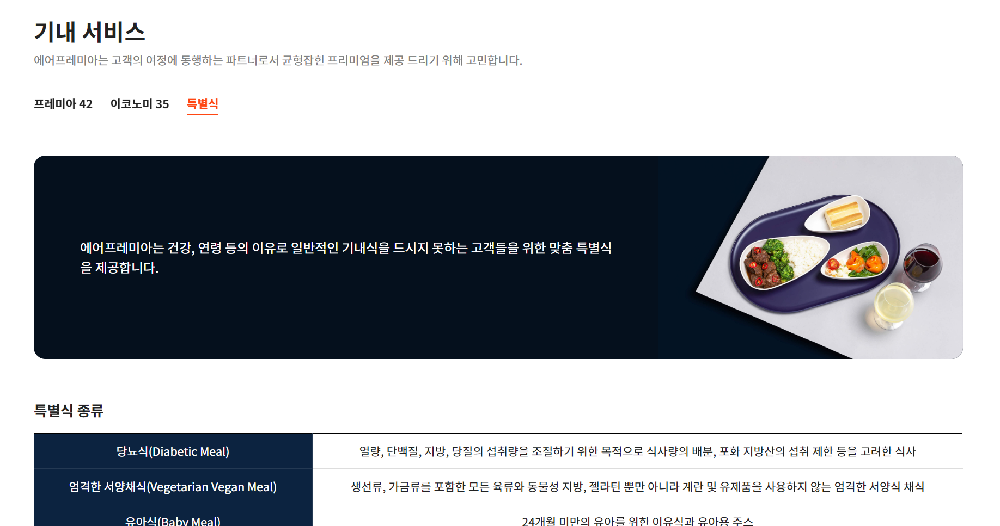 기내 서비스
에어프레미아는 고객의 여정에 동행하는 파트너로서 균형잡힌 프리미엄을 제공 드리기 위해 고민합니다.
프레미아 42 이코노미 35 특별식
에어프레미아는 건강, 연령 등의 이유로 일반적인 기내식을 드시지 못하는 고객들을 위한 맞춤 특별식
을 제공합니다.
특별식 종류
당뇨식(Diabetic Meal) 열량, 단백질, 지방, 당질의 섭취량을 조절하기 위한 목적으로 식사량의 배분, 포화 지방산의 섭취 제한 등을 고려한 식사
엄격한 서양채식(Vegetarian Vegan Meal) 생선류, 가금류를 포함한 모든 육류와 동물성 지방, 젤라틴 뿐만 아니라 계란 및 유제품을 사용하지 않는 엄격한 서양식 채식
유아식(Baby Meal) 24개월 미만의 유아를 위한 이유식과 유아용 주스